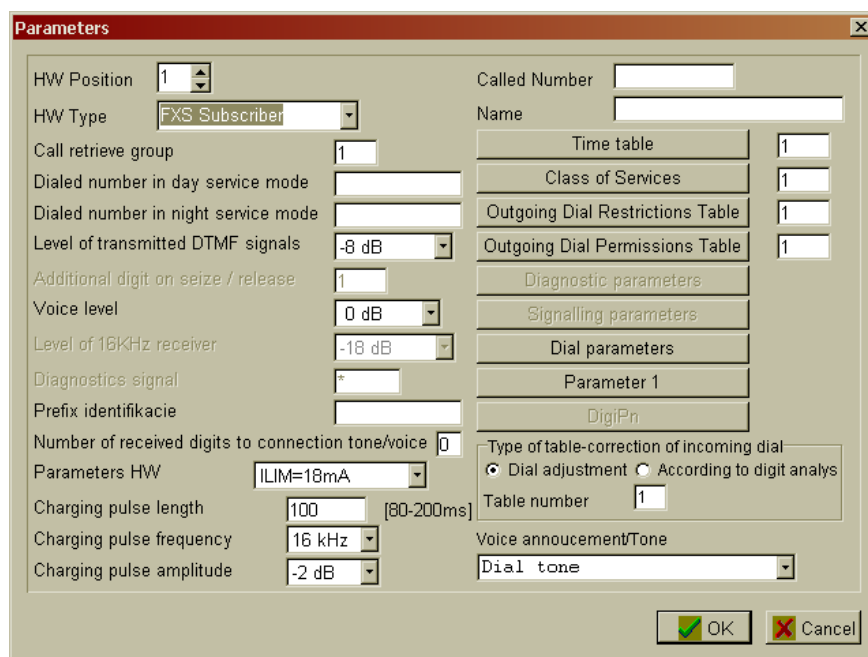 Parameters
HW Position 1
HW Type FXS Subscriber
Call retrieve group 1
Dialed number in day service mode
Dialed number in night service mode
Level of transmitted DTMF signals -8 dB
Additional digit on seize / release 1
Voice level 0 dB
Level of 16KHz receiver -18 dB
Diagnostics signal *
Prefix identifikacie
Number of received digits to connection tone/voice 0
Parameters HW ILIM=18mA
Charging pulse length 100 [80-200ms]
Charging pulse frequency 16 kHz
Charging pulse amplitude -2 dB
Called Number
Name
Time table 1
Class of Services 1
Outgoing Dial Restrictions Table 1
Outgoing Dial Permissions Table 1
Diagnostic parameters
Signalling parameters
Dial parameters
Parameter 1
DigiPn
Type of table-correction of incoming dial
Dial adjustment According to digit analys
Table number 1
Voice annoucement/Tone
Dial tone
OK Cancel